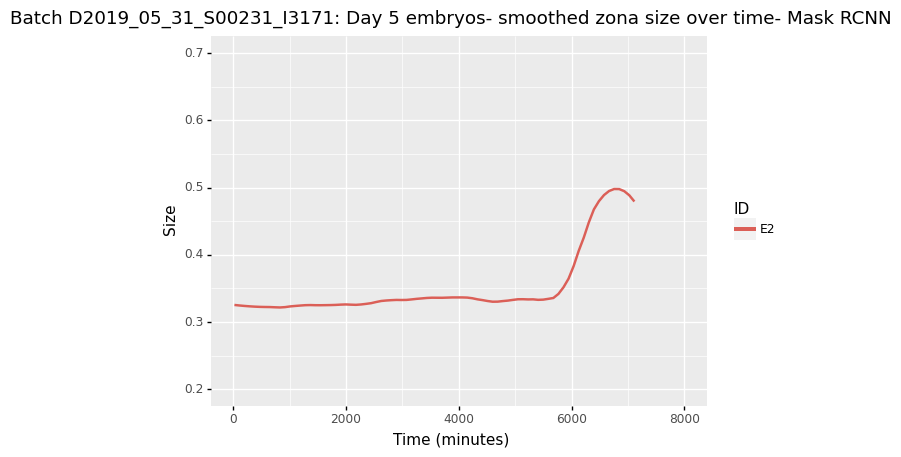 Batch D2019_05_31_S00231_I3171: Day 5 embryos- smoothed zona size over time- Mask RCNN
0.7
0.6
0.5
0.4
0.3
0.2
Size
0 2000 4000 6000 8000
Time (minutes)
ID
E2